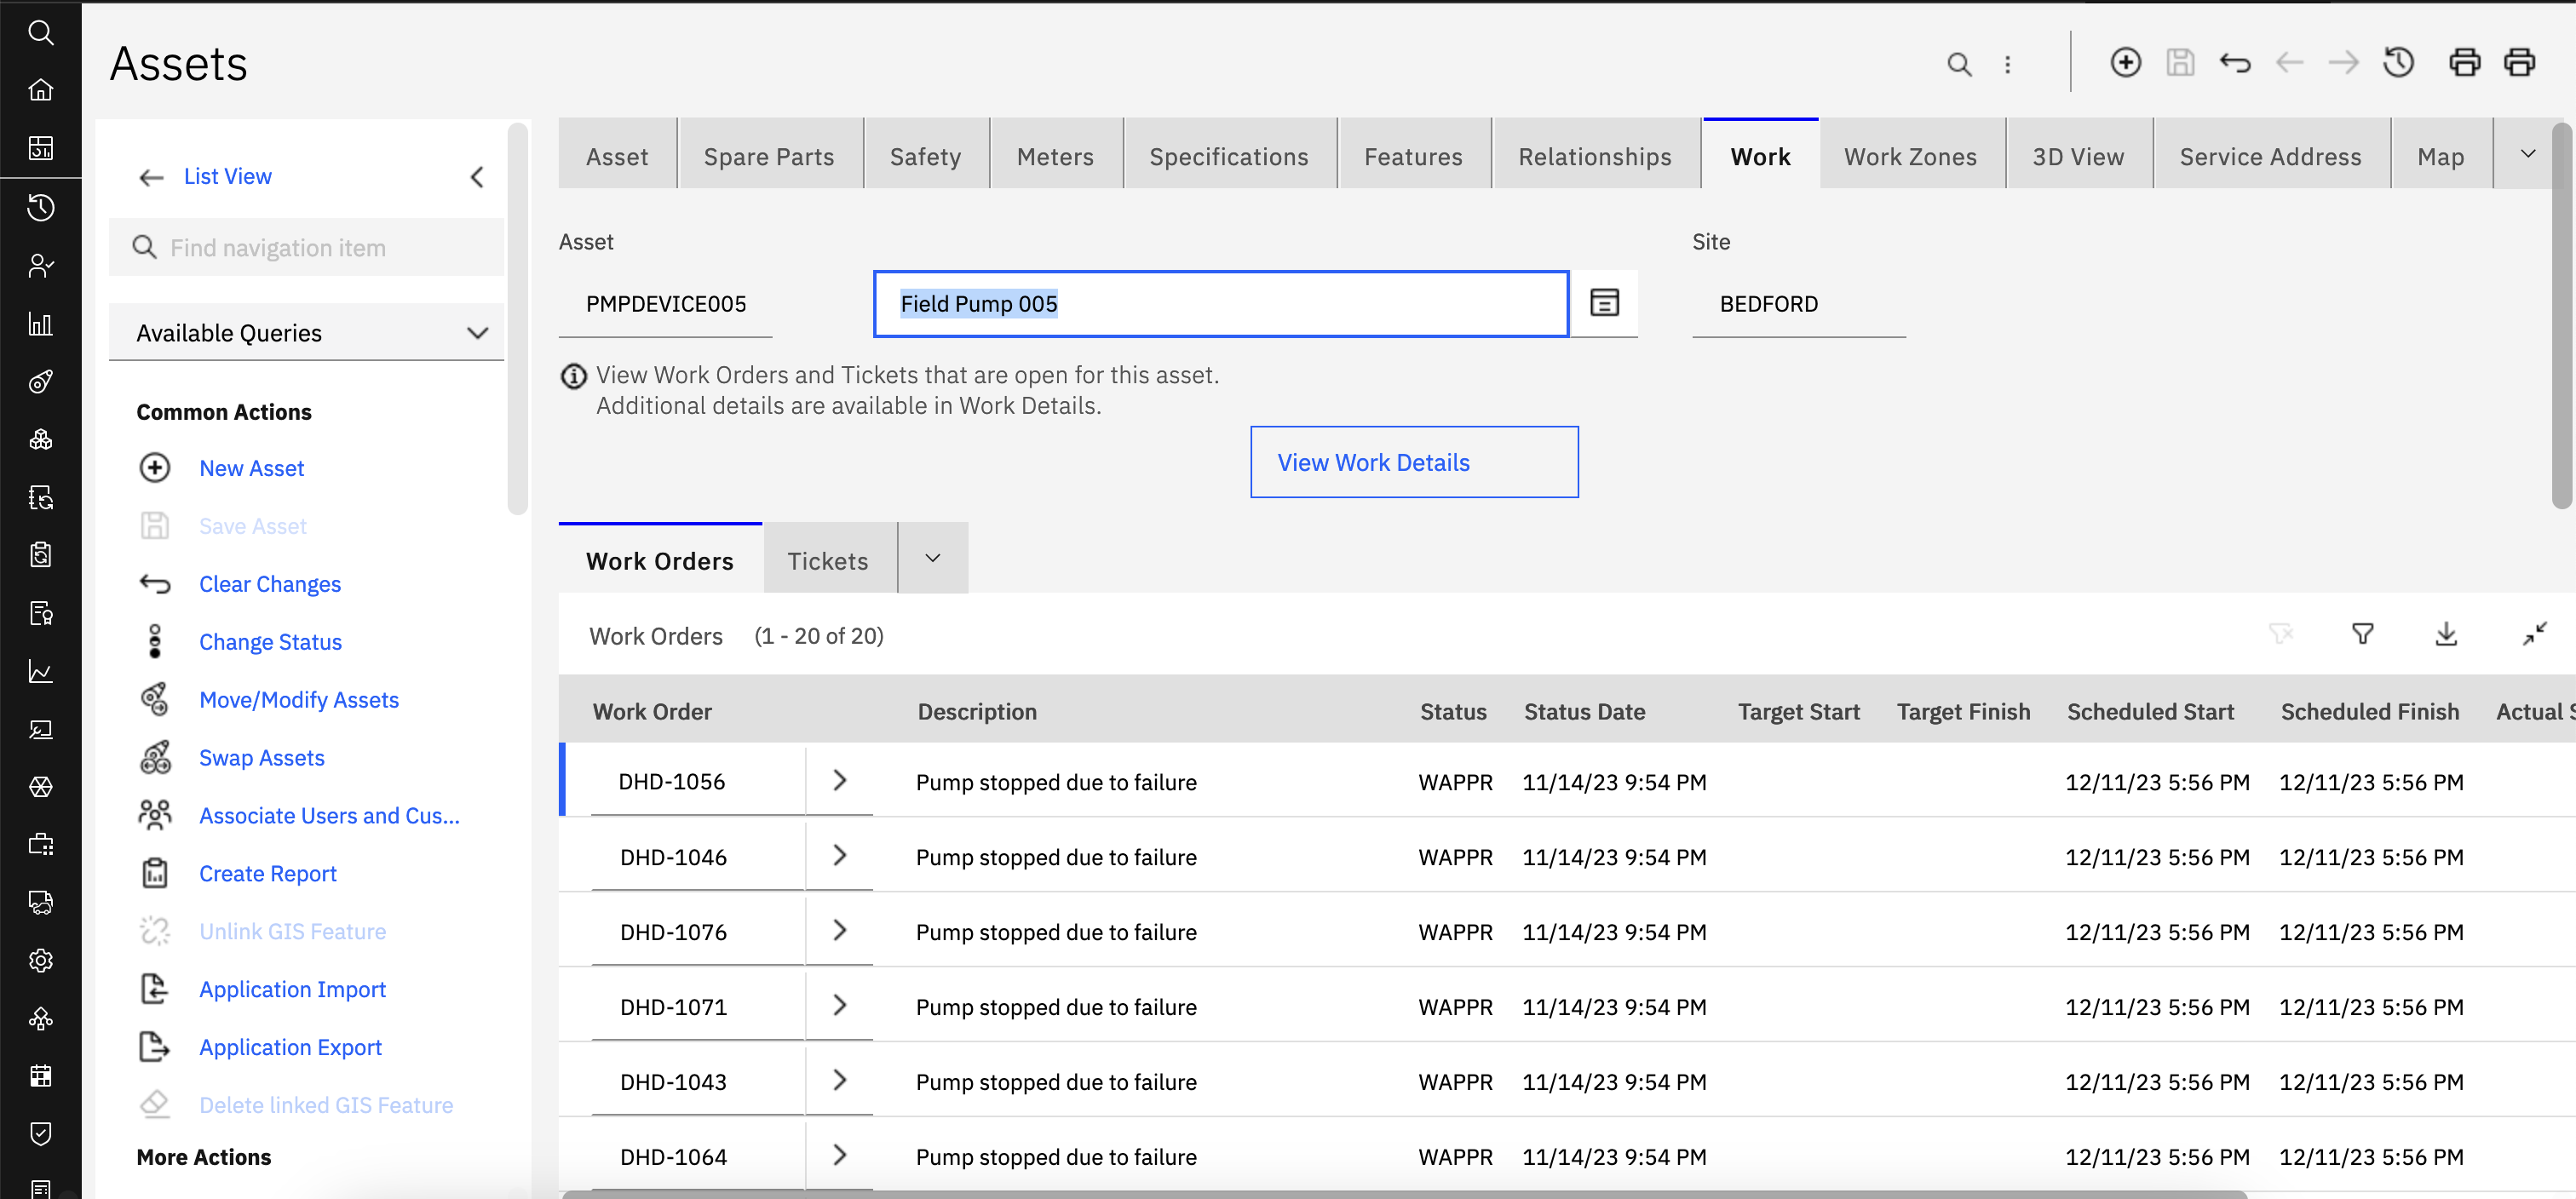 Assets
List View
Find navigation item
Available Queries
Common Actions
New Asset
Save Asset
Clear Changes
Change Status
Move/Modify Assets
Swap Assets
Associate Users and Cus...
Create Report
Unlink GIS Feature
Application Import
Application Export
Delete linked GIS Feature
More Actions
Asset Spare Parts Safety Meters Specifications Features Relationships Work Work Zones 3D View Service Address Map
Asset Site
PMPDEVICE005 Field Pump 005 BEDFORD
View Work Orders and Tickets that are open for this asset.
Additional details are available in Work Details.
View Work Details
Work Orders Tickets
Work Orders (1 - 20 of 20)
Work Order Description Status Status Date Target Start Target Finish Scheduled Start Scheduled Finish Actual S
DHD-1056 Pump stopped due to failure WAPPR 11/14/23 9:54 PM 12/11/23 5:56 PM 12/11/23 5:56 PM
DHD-1046 Pump stopped due to failure WAPPR 11/14/23 9:54 PM 12/11/23 5:56 PM 12/11/23 5:56 PM
DHD-1076 Pump stopped due to failure WAPPR 11/14/23 9:54 PM 12/11/23 5:56 PM 12/11/23 5:56 PM
DHD-1071 Pump stopped due to failure WAPPR 11/14/23 9:54 PM 12/11/23 5:56 PM 12/11/23 5:56 PM
DHD-1043 Pump stopped due to failure WAPPR 11/14/23 9:54 PM 12/11/23 5:56 PM 12/11/23 5:56 PM
DHD-1064 Pump stopped due to failure WAPPR 11/14/23 9:54 PM 12/11/23 5:56 PM 12/11/23 5:56 PM